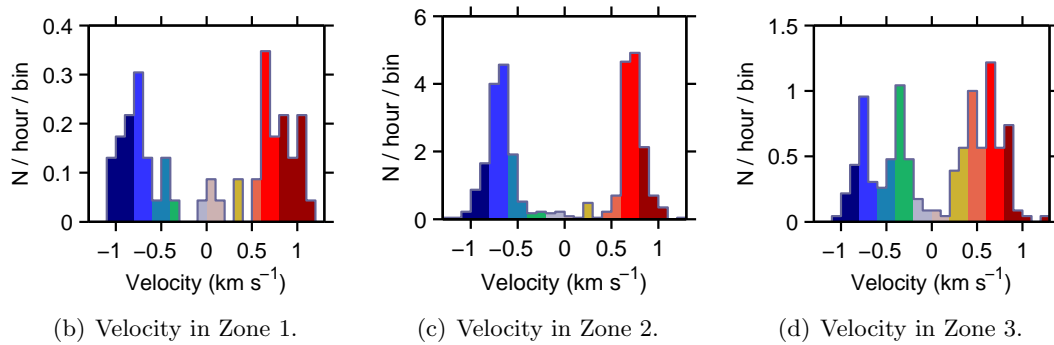 0.4
0.3
0.2
0.1
0
N / hour / bin
−1 −0.5 0 0.5 1
Velocity (km s⁻¹)
(b) Velocity in Zone 1.
6
4
2
0
N / hour / bin
−1 −0.5 0 0.5 1
Velocity (km s⁻¹)
(c) Velocity in Zone 2.
1.5
1
0.5
0
N / hour / bin
−1 −0.5 0 0.5 1
Velocity (km s⁻¹)
(d) Velocity in Zone 3.